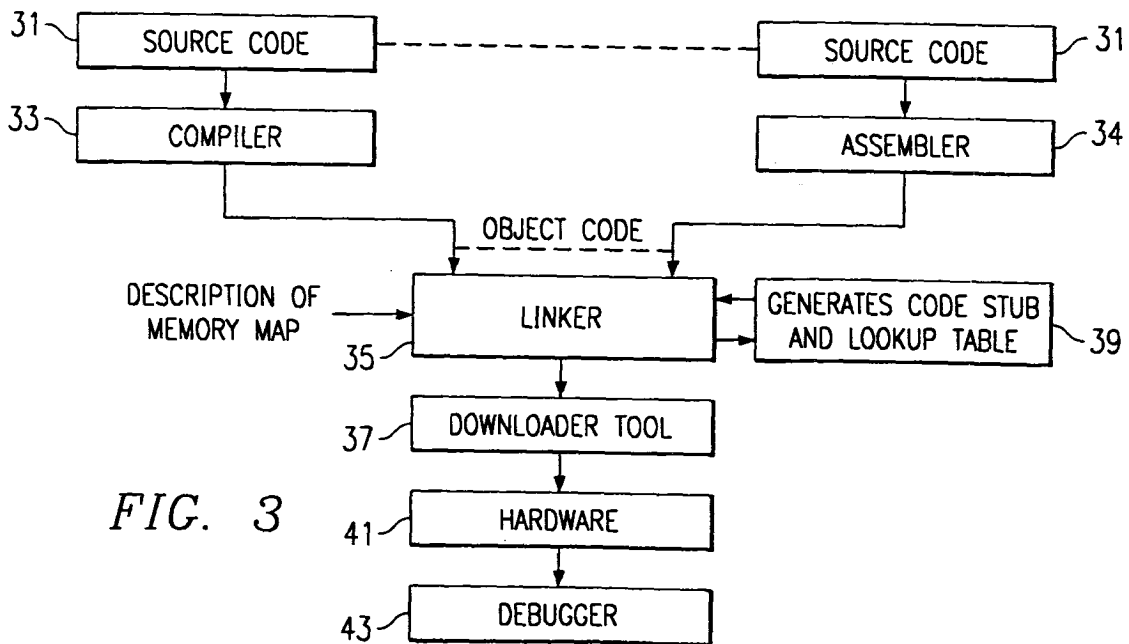 31
SOURCE CODE
SOURCE CODE
31
33
COMPILER
ASSEMBLER
34
OBJECT CODE
DESCRIPTION OF
MEMORY MAP
LINKER
35
GENERATES CODE STUB
AND LOOKUP TABLE
39
37
DOWNLOADER TOOL
FIG. 3
41
HARDWARE
43
DEBUGGER